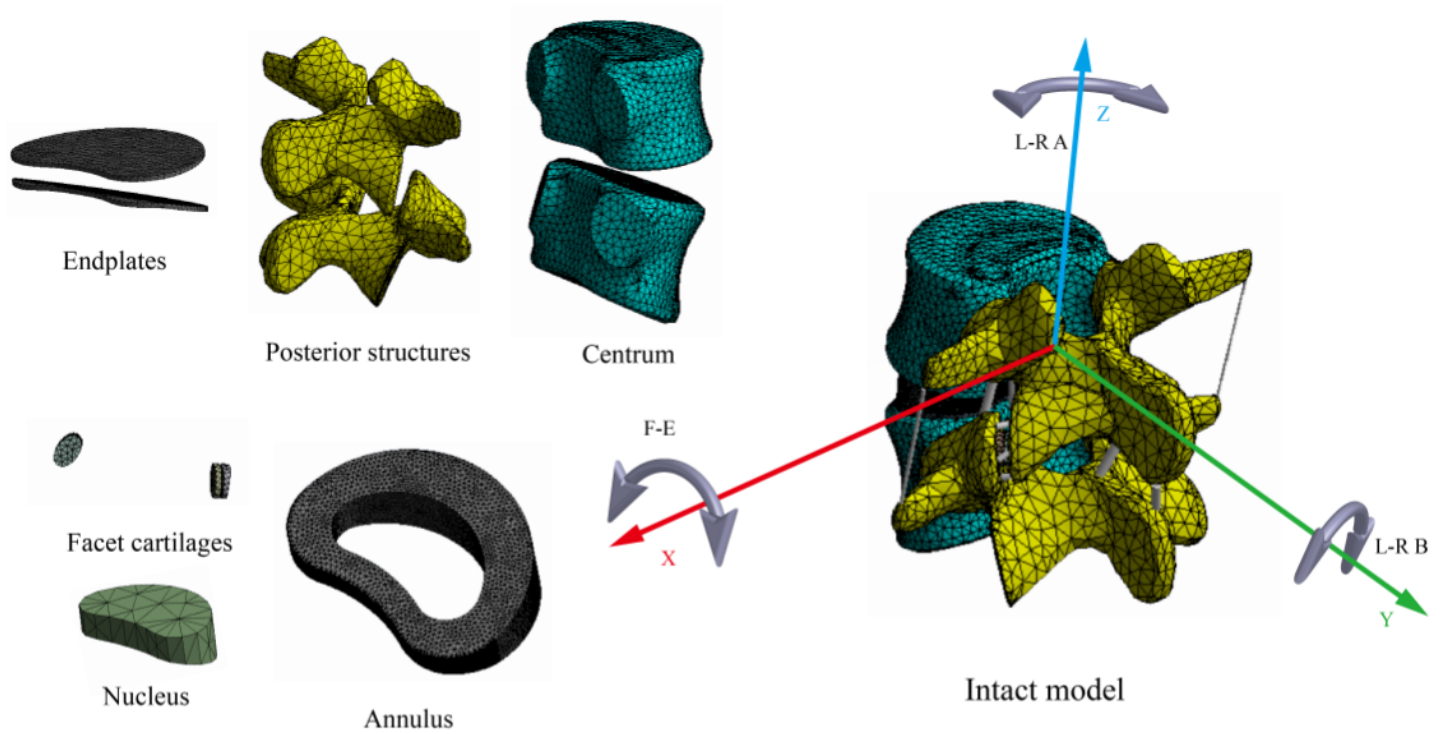 Endplates
Posterior structures
Centrum
Facet cartilages
Nucleus
Annulus
Z
L-R A
F-E
X
L-R B
Y
Intact model